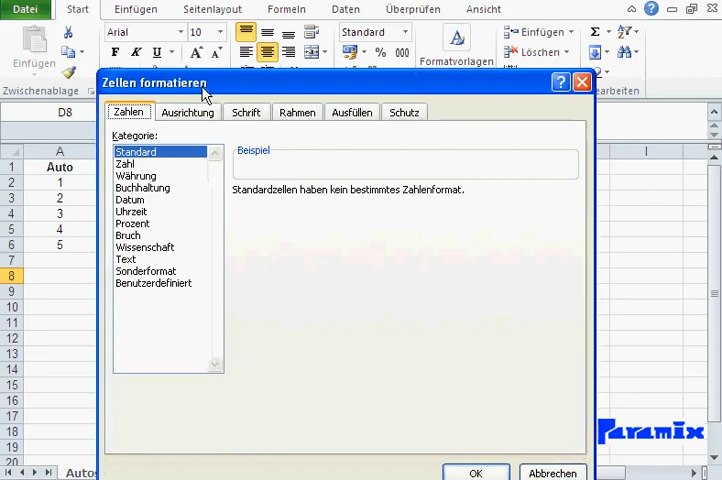 Datei Start Einfügen Seitenlayout Formeln Daten Überprüfen Ansicht
Einfügen
Zwischenablage
Arial 10
F K U A A
Standard
% 000
Formatvorlagen
Einfügen
Löschen
earbeiten
Zellen formatieren
D8
Zahlen Ausrichtung Schrift Rahmen Ausfüllen Schutz
Kategorie:
Standard
Zahl
Währung
Buchhaltung
Datum
Uhrzeit
Prozent
Bruch
Wissenschaft
Text
Sonderformat
Benutzerdefiniert
Beispiel
Standardzellen haben kein bestimmtes Zahlenformat.
OK Abbrechen
A I
1 Auto
2 1
3 2
4 3
5 4
6 5
7
8
9
10
11
12
13
14
15
16
17
18
19
20
Autos
Paramix